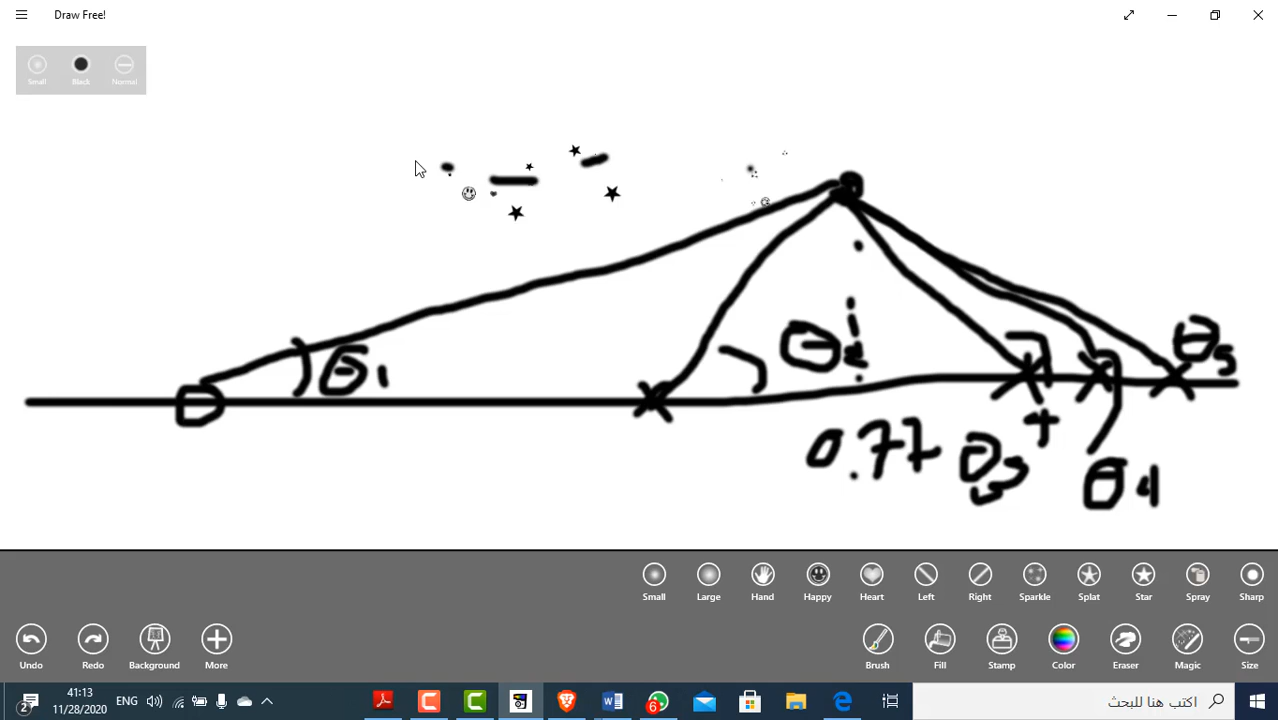 Draw Free!
Small Black Normal
θ1
θ2
θ5
0.77 θ3
θ4
Small Large Hand Happy Heart Left Right Sparkle Splat Star Spray Sharp
Undo Redo Background More Brush Fill Stamp Color Eraser Magic Size
2 41:13 ENG 6 اكتب هنا للبحث
11/28/2020